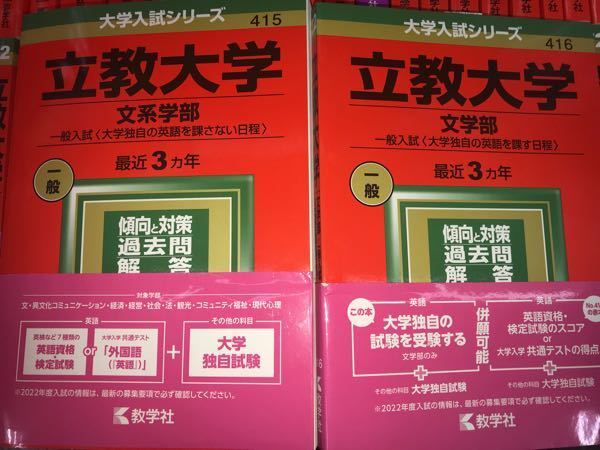 大学入試シリーズ
415
立教大学
文系学部
一般入試〈大学独自の英語を課さない日程〉
最近3カ年
一般
傾向と対策
過去問
解答
対象学部
文・異文化コミュニケーション・経済・経営・社会・法・観光・コミュニティ福祉・現代心理
英語
英検など7種類の
英語資格・
検定試験
or
大学入学共通テスト
「外国語
(『英語』)」
+
その他の科目
大学
独自試験
※2022年度入試の情報は、最新の募集要項で必ず確認してください。
教学社
大学入試シリーズ
416
立教大学
文学部
一般入試〈大学独自の英語を課す日程〉
最近3カ年
一般
傾向と対策
過去問
解答
この本
英語
大学独自の
試験を受験する
文学部のみ
+
その他の科目 大学独自試験
併願可能
英語
英語資格・
検定試験のスコア
or
大学入学共通テストの得点
+
その他の科目 大学独自試験
※2022年度入試の情報は、最新の募集要項で必ず確認してください。
教学社